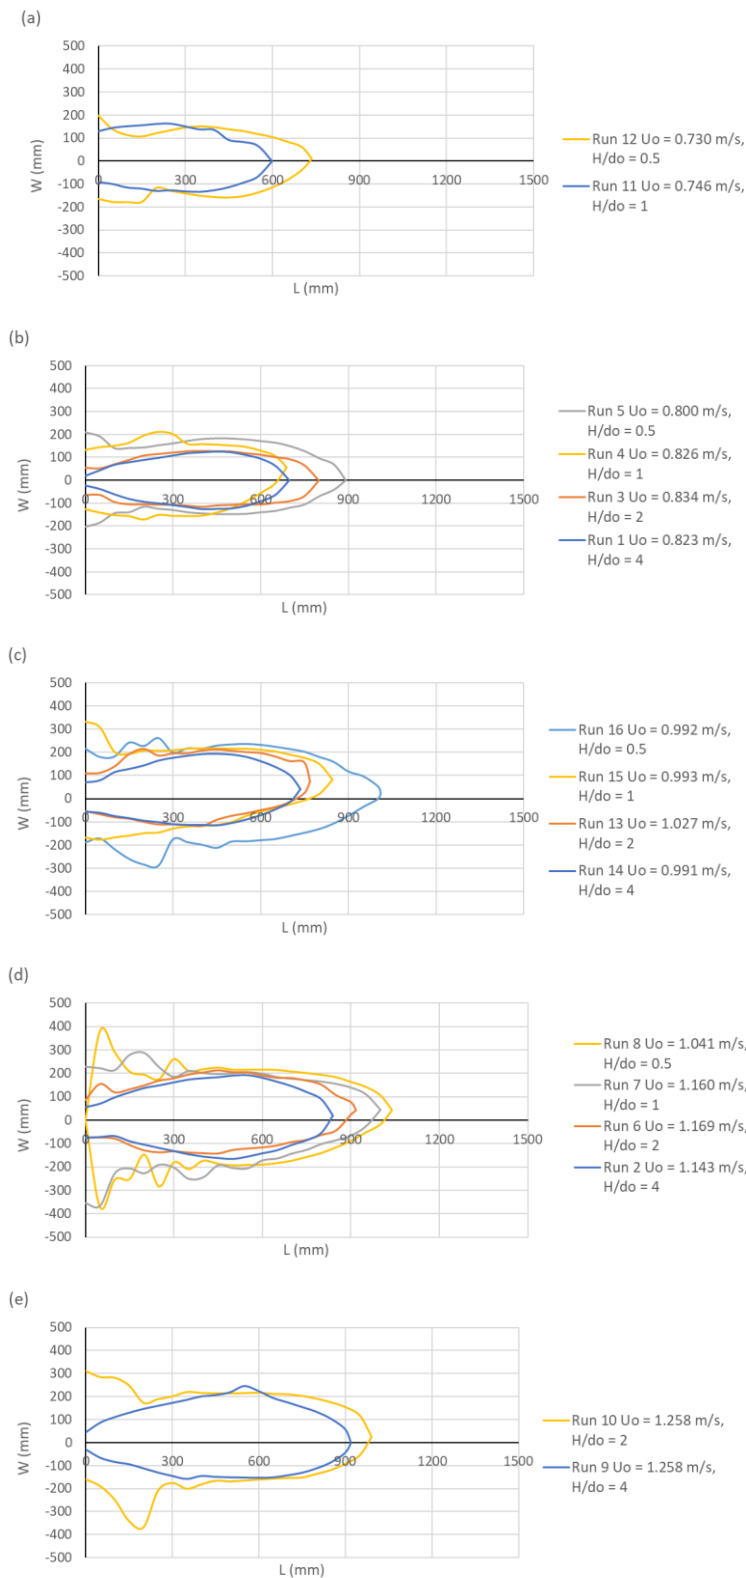 (a)
500
400
300
200
100
0
-100
-200
-300
-400
-500
W (mm)
0 300 600 900 1200 1500
L (mm)
Run 12 Uo = 0.730 m/s,
H/do = 0.5
Run 11 Uo = 0.746 m/s,
H/do = 1
(b)
500
400
300
200
100
0
-100
-200
-300
-400
-500
W (mm)
0 300 600 900 1200 1500
L (mm)
Run 5 Uo = 0.800 m/s,
H/do = 0.5
Run 4 Uo = 0.826 m/s,
H/do = 1
Run 3 Uo = 0.834 m/s,
H/do = 2
Run 1 Uo = 0.823 m/s,
H/do = 4
(c)
500
400
300
200
100
0
-100
-200
-300
-400
-500
W (mm)
0 300 600 900 1200 1500
L (mm)
Run 16 Uo = 0.992 m/s,
H/do = 0.5
Run 15 Uo = 0.993 m/s,
H/do = 1
Run 13 Uo = 1.027 m/s,
H/do = 2
Run 14 Uo = 0.991 m/s,
H/do = 4
(d)
500
400
300
200
100
0
-100
-200
-300
-400
-500
W (mm)
0 300 600 900 1200 1500
L (mm)
Run 8 Uo = 1.041 m/s,
H/do = 0.5
Run 7 Uo = 1.160 m/s,
H/do = 1
Run 6 Uo = 1.169 m/s,
H/do = 2
Run 2 Uo = 1.143 m/s,
H/do = 4
(e)
500
400
300
200
100
0
-100
-200
-300
-400
-500
W (mm)
0 300 600 900 1200 1500
L (mm)
Run 10 Uo = 1.258 m/s,
H/do = 2
Run 9 Uo = 1.258 m/s,
H/do = 4